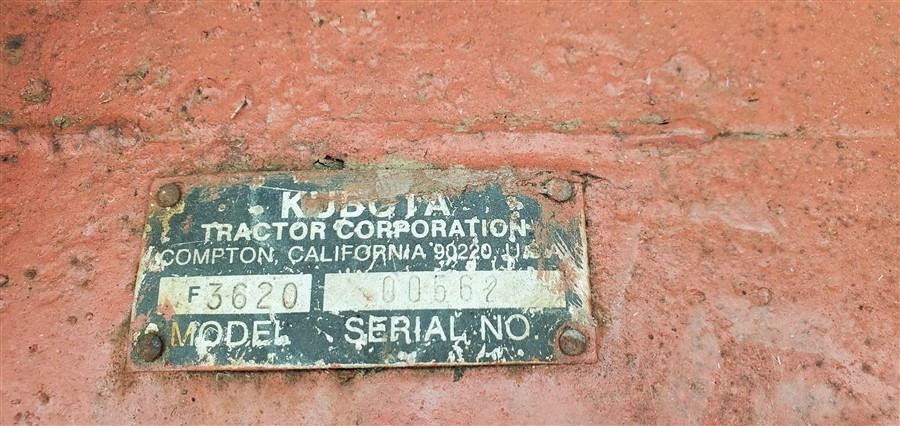 KUBOTA
TRACTOR CORPORATION
COMPTON, CALIFORNIA 90220, U.S.A
F3620 00562
MODEL SERIAL NO.